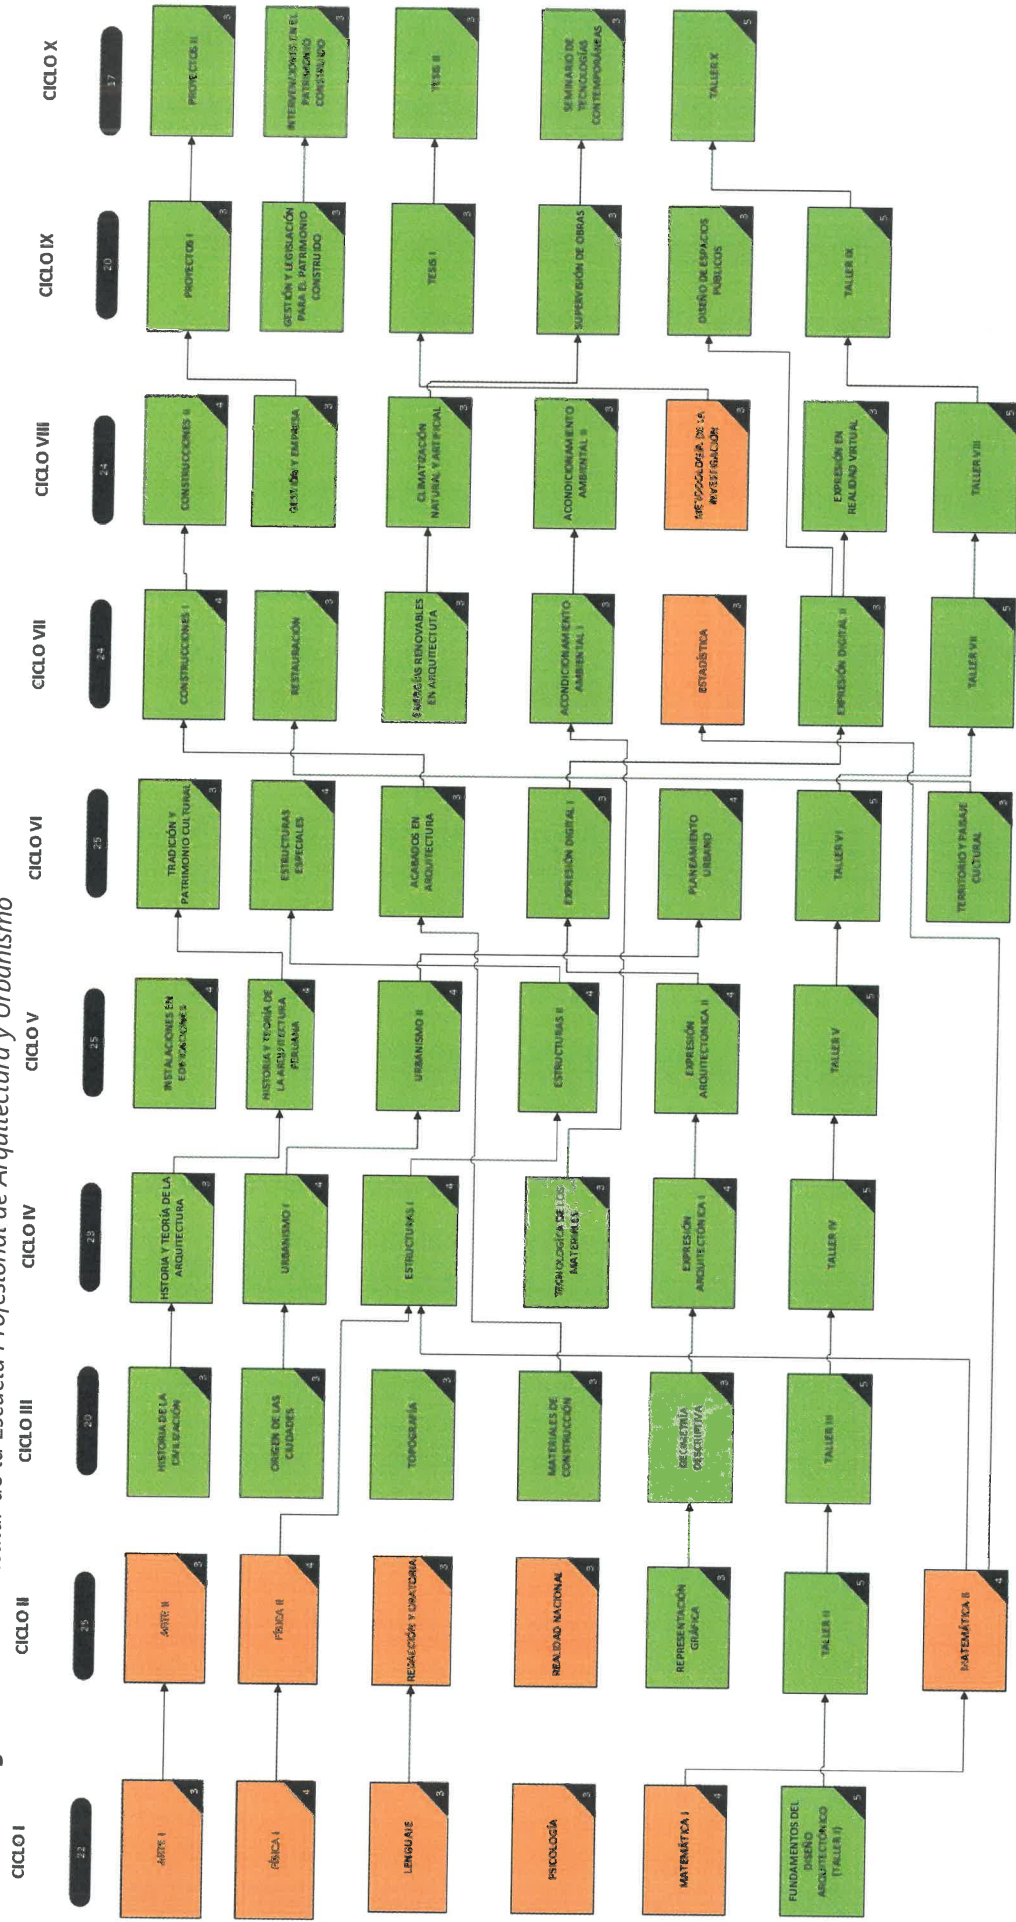 de la Escuela Profesional de Arquitectura y Urbanismo
CICLO I
22
ARTE I
3
FÍSICA I
4
LENGUAJE
3
PSICOLOGÍA
3
MATEMÁTICA I
4
FUNDAMENTOS DEL
DISEÑO
ARQUITECTÓNICO
(TALLER I)
5
CICLO II
25
ARTE II
3
FÍSICA II
4
REDACCIÓN Y ORATORIA
3
REALIDAD NACIONAL
3
REPRESENTACIÓN
GRÁFICA
3
TALLER II
5
MATEMÁTICA II
4
CICLO III
20
HISTORIA DE LA
CIVILIZACIÓN
3
ORIGEN DE LAS
CIUDADES
3
TOPOGRAFÍA
3
MATERIALES DE
CONSTRUCCIÓN
3
GEOMETRÍA
DESCRIPTIVA
3
TALLER III
5
CICLO IV
23
HISTORIA Y TEORÍA DE LA
ARQUITECTURA
3
URBANISMO I
4
ESTRUCTURAS I
4
TECNOLOGÍA DE LOS
MATERIALES
3
EXPRESIÓN
ARQUITECTÓNICA I
4
TALLER IV
5
CICLO V
25
INSTALACIONES EN
EDIFICACIONES
4
HISTORIA Y TEORÍA DE
LA ARQUITECTURA
PERUANA
4
URBANISMO II
4
ESTRUCTURAS II
4
EXPRESIÓN
ARQUITECTÓNICA II
4
TALLER V
5
CICLO VI
25
TRADICIÓN Y
PATRIMONIO CULTURAL
3
ESTRUCTURAS
ESPECIALES
4
ACABADOS EN
ARQUITECTURA
3
EXPRESIÓN DIGITAL I
3
PLANEAMIENTO
URBANO
4
TALLER VI
5
TERRITORIO Y PAISAJE
CULTURAL
3
CICLO VII
24
CONSTRUCCIONES I
4
RESTAURACIÓN
3
ENERGÍAS RENOVABLES
EN ARQUITECTUTA
3
ACONDICIONAMIENTO
AMBIENTAL I
3
ESTADÍSTICA
3
EXPRESIÓN DIGITAL II
3
TALLER VII
5
CICLO VIII
24
CONSTRUCCIONES II
4
GESTIÓN Y EMPRESA
3
CLIMATIZACIÓN
NATURAL Y ARTIFICIAL
3
ACONDICIONAMIENTO
AMBIENTAL II
3
METODOLOGÍA DE LA
INVESTIGACIÓN
3
EXPRESIÓN EN
REALIDAD VIRTUAL
3
TALLER VIII
5
CICLO IX
20
PROYECTOS I
3
GESTIÓN Y LEGISLACIÓN
PARA EL PATRIMONIO
CONSTRUIDO
3
TESIS I
3
SUPERVISIÓN DE OBRAS
3
DISEÑO DE ESPACIOS
PÚBLICOS
3
TALLER IX
5
CICLO X
17
PROYECTOS II
3
INTERVENCIONES EN EL
PATRIMONIO
CONSTRUIDO
3
TESIS II
3
SEMINARIO DE
TECNOLOGÍAS
CONTEMPORÁNEAS
3
TALLER X
5